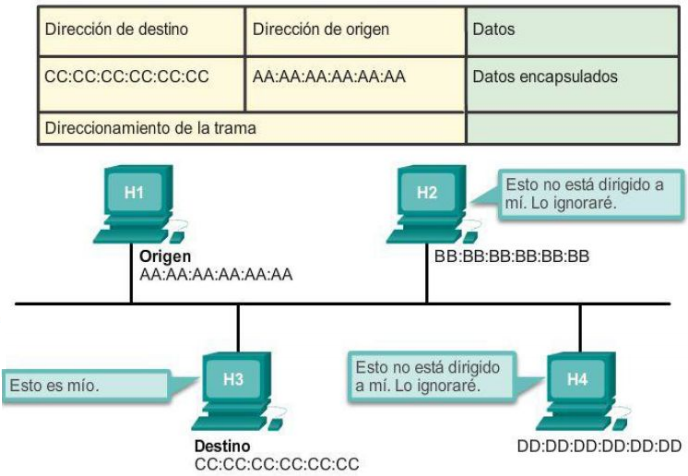 Dirección de destino
Dirección de origen
Datos
CC:CC:CC:CC:CC:CC
AA:AA:AA:AA:AA:AA
Datos encapsulados
Direccionamiento de la trama
H1
H2
Esto no está dirigido a
mí. Lo ignoraré.
Origen
AA:AA:AA:AA:AA:AA
BB:BB:BB:BB:BB:BB
Esto es mío.
H3
Esto no está dirigido
a mí. Lo ignoraré.
H4
Destino
CC:CC:CC:CC:CC:CC
DD:DD:DD:DD:DD:DD